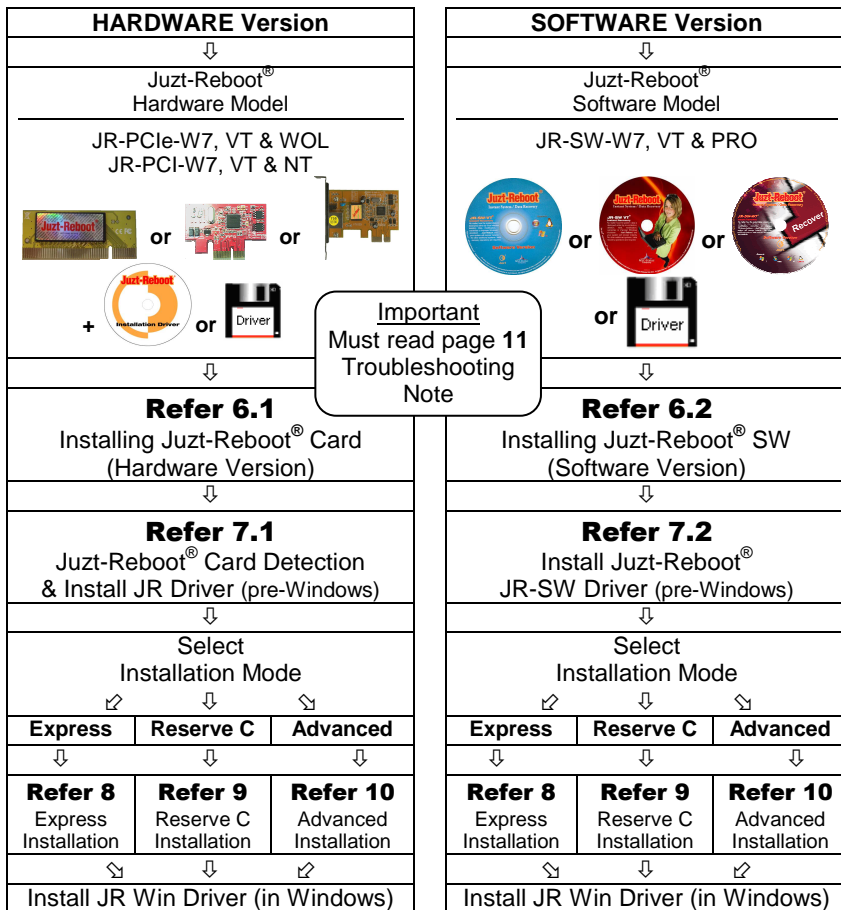 HARDWARE Version
⇩
Juzt-Reboot®
Hardware Model
JR-PCIe-W7, VT & WOL
JR-PCI-W7, VT & NT
Juzt-Reboot
or
or
Juzt-Reboot
Installation Driver
+
or
Driver
⇩
Refer 6.1
Installing Juzt-Reboot® Card
(Hardware Version)
⇩
Refer 7.1
Juzt-Reboot® Card Detection
& Install JR Driver (pre-Windows)
⇩
Select
Installation Mode
⬃ ⇩ ⬂
Express Reserve C Advanced
⇩ ⇩ ⇩
Refer 8 Refer 9 Refer 10
Express Reserve C Advanced
Installation Installation Installation
⬂ ⇩ ⬃
Install JR Win Driver (in Windows)
Important
Must read page 11
Troubleshooting
Note
SOFTWARE Version
⇩
Juzt-Reboot®
Software Model
JR-SW-W7, VT & PRO
Juzt-Reboot
or
Juzt-Reboot
or
Juzt-Reboot
Recover
or
Driver
⇩
Refer 6.2
Installing Juzt-Reboot® SW
(Software Version)
⇩
Refer 7.2
Install Juzt-Reboot®
JR-SW Driver (pre-Windows)
⇩
Select
Installation Mode
⬃ ⇩ ⬂
Express Reserve C Advanced
⇩ ⇩ ⇩
Refer 8 Refer 9 Refer 10
Express Reserve C Advanced
Installation Installation Installation
⬂ ⇩ ⬃
Install JR Win Driver (in Windows)